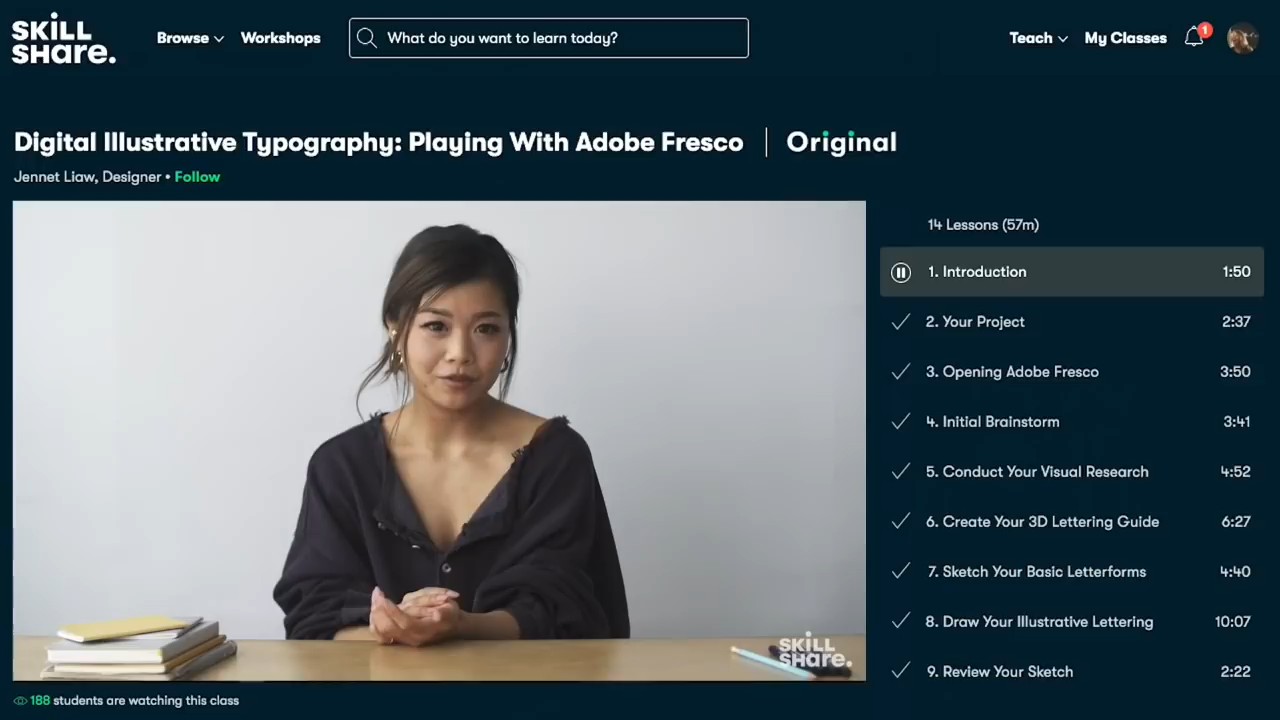 SKiLL
SHare.
Browse
Workshops
What do you want to learn today?
Teach
My Classes
1
Digital Illustrative Typography: Playing With Adobe Fresco | Original
Jennet Liaw, Designer • Follow
14 Lessons (57m)
1. Introduction 1:50
2. Your Project 2:37
3. Opening Adobe Fresco 3:50
4. Initial Brainstorm 3:41
5. Conduct Your Visual Research 4:52
6. Create Your 3D Lettering Guide 6:27
7. Sketch Your Basic Letterforms 4:40
8. Draw Your Illustrative Lettering 10:07
9. Review Your Sketch 2:22
SKiLL
SHare.
188 students are watching this class